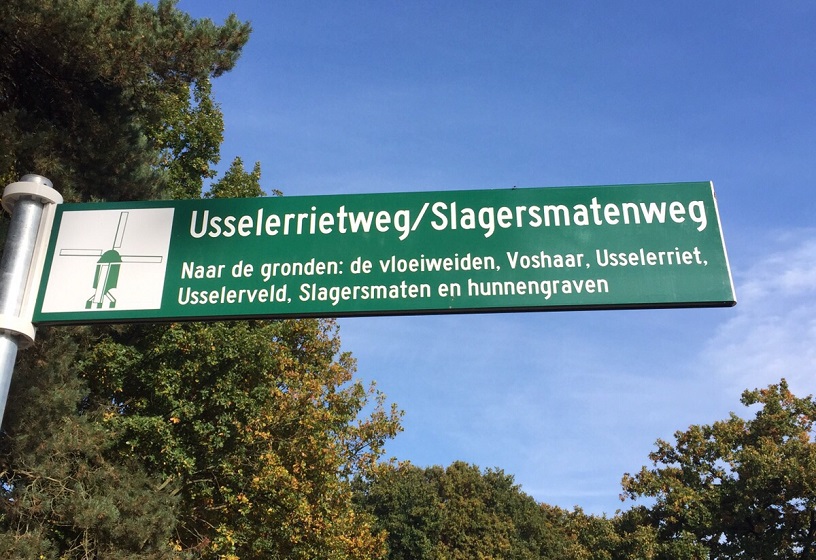 Usselerrietweg/Slagersmatenweg
Naar de gronden: de vloeiweiden, Voshaar, Usselerriet,
Usselerveld, Slagersmaten en hunnengraven